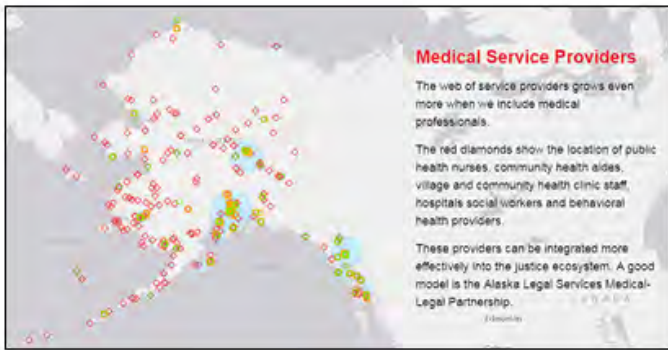 Medical Service Providers
The web of service providers grows even
more when we include medical
professionals.
The red diamonds show the location of public
health nurses, community health aides,
village and community health clinic staff,
hospitals social workers and behavioral
health providers.
These providers can be integrated more
effectively into the justice ecosystem. A good
model is the Alaska Legal Services Medical-
Legal Partnership.